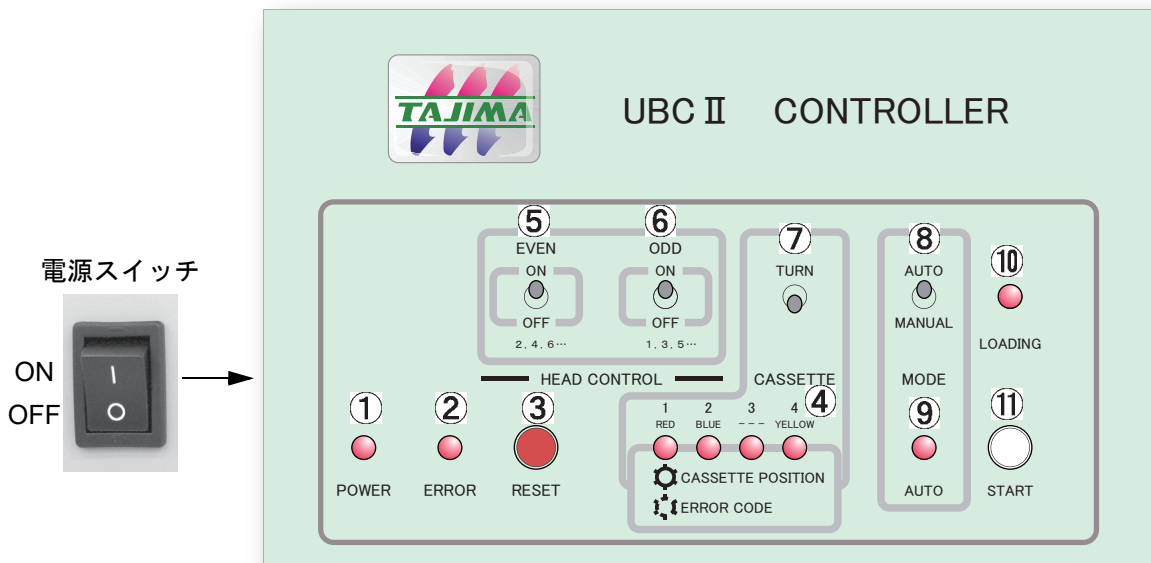 TAJIMA
UBCⅡ CONTROLLER
電源スイッチ
ON
OFF
⑤
EVEN
ON
OFF
2, 4, 6…
⑥
ODD
ON
OFF
1, 3, 5…
HEAD CONTROL
⑦
TURN
CASSETTE
⑧
AUTO
MANUAL
MODE
⑨
AUTO
⑩
LOADING
⑪
START
①
POWER
②
ERROR
③
RESET
④
1 2 3 4
RED BLUE --- YELLOW
CASSETTE POSITION
ERROR CODE